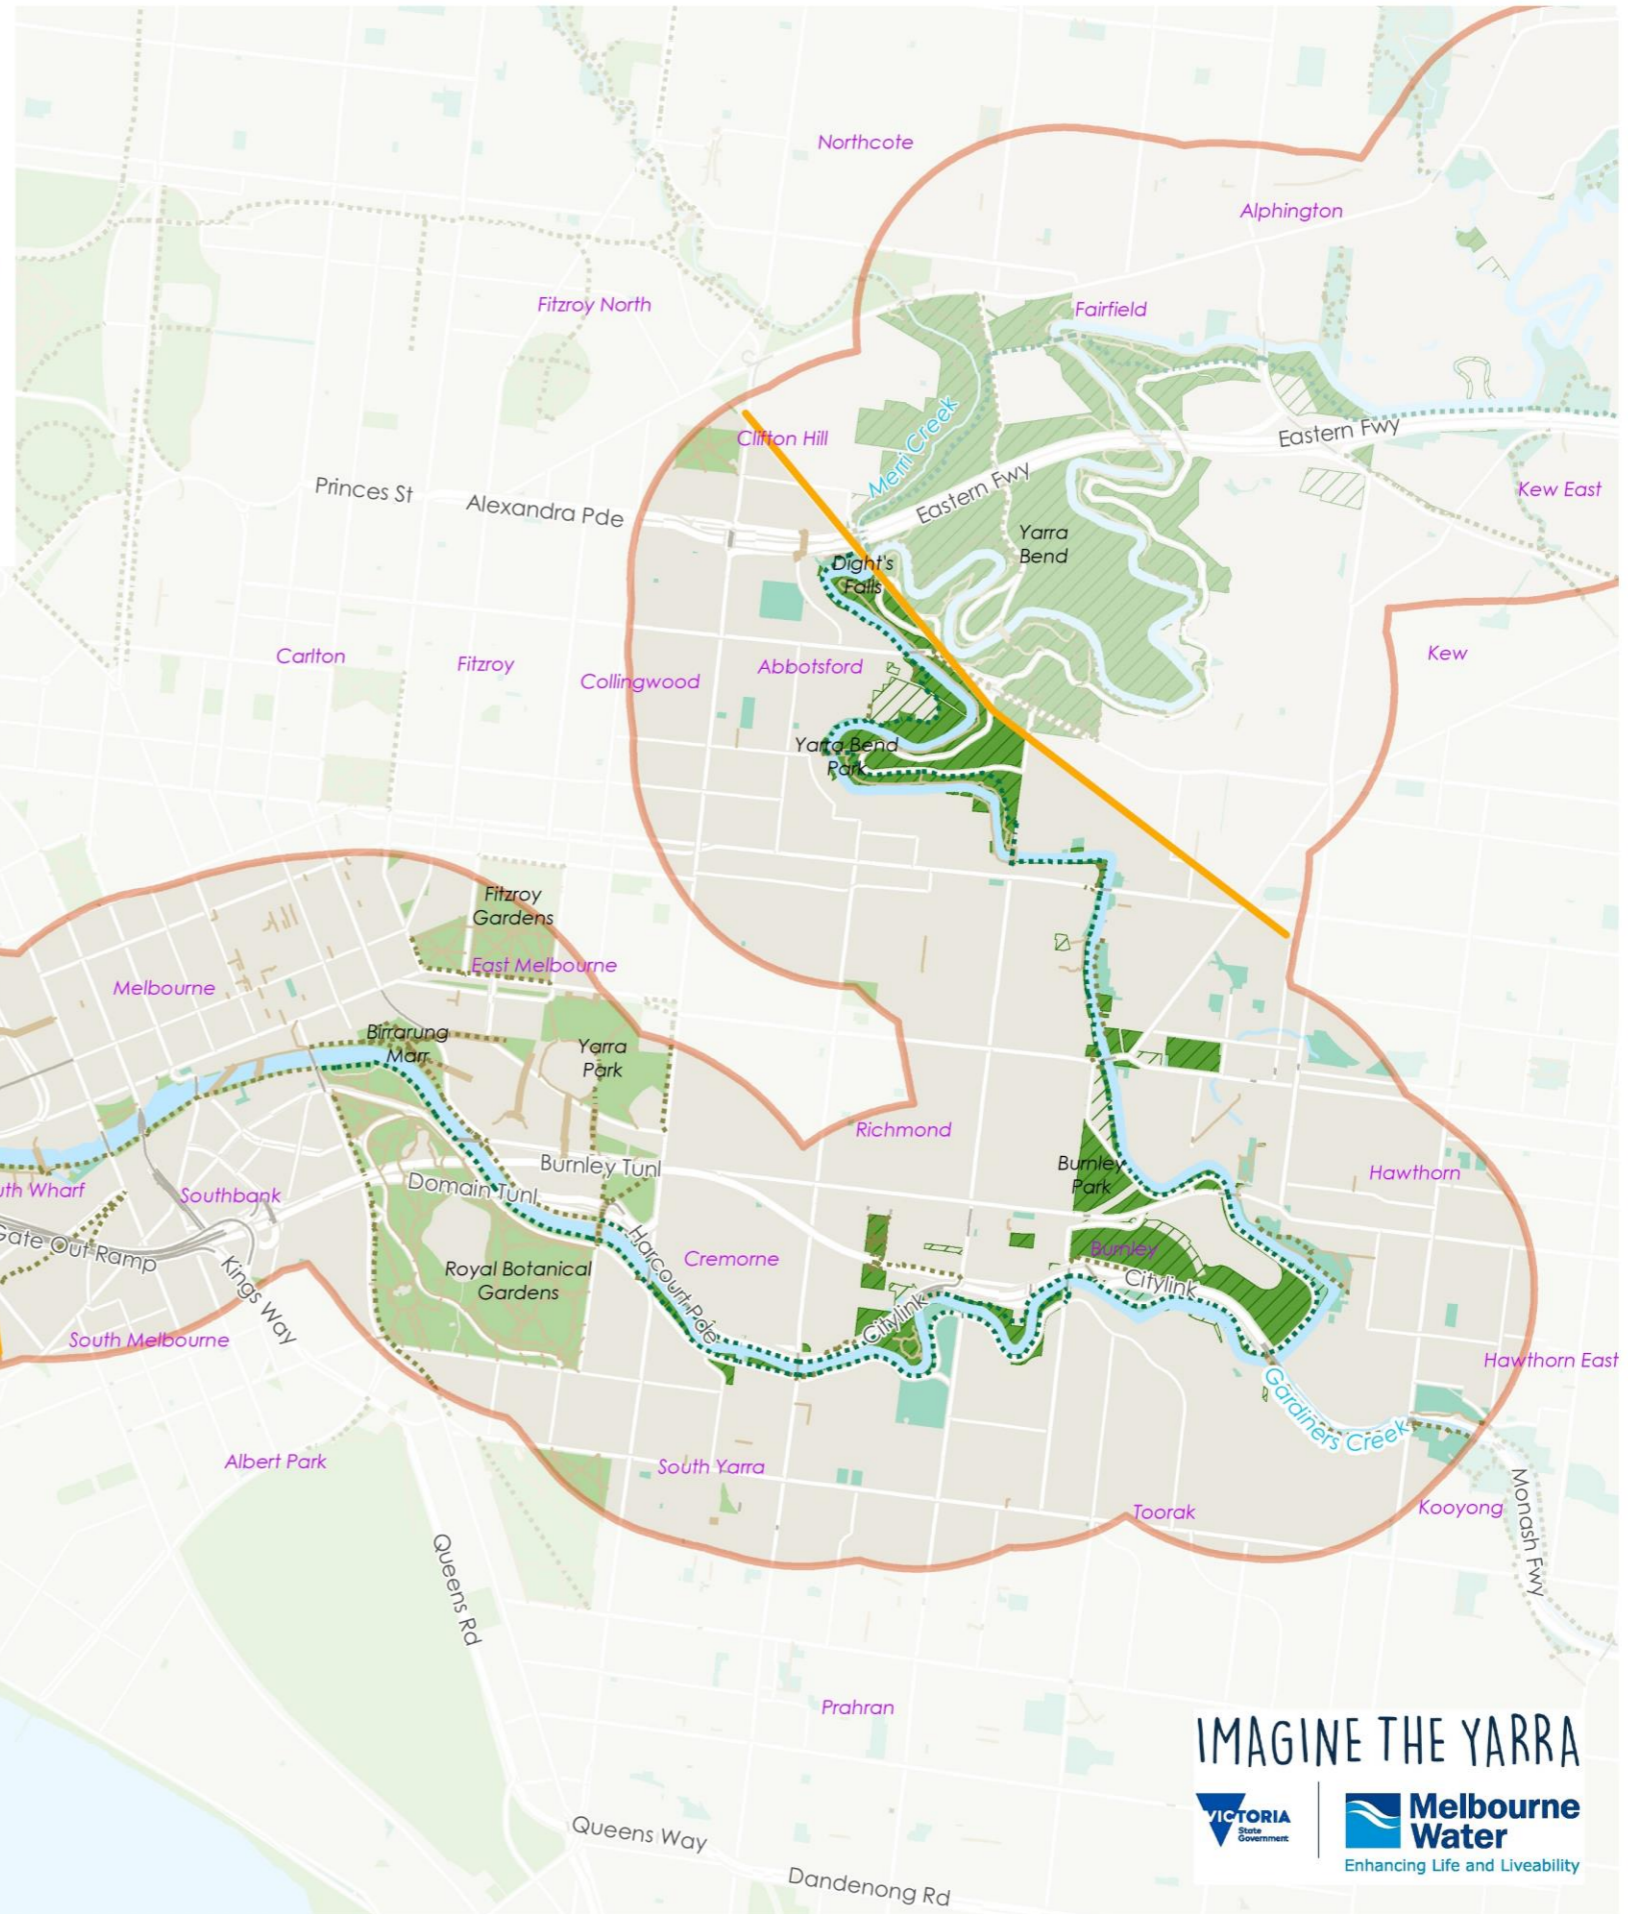 Northcote
Alphington
Fitzroy North
Fairfield
Merri Creek
Clifton Hill
Eastern Fwy
Eastern Fwy
Princes St
Alexandra Pde
Kew East
Yarra
Bend
Dight's
Falls
Carlton
Fitzroy
Collingwood
Abbotsford
Kew
Yarra Bend
Park
Fitzroy
Gardens
East Melbourne
Melbourne
Birrarung
Marr
Yarra
Park
Richmond
Burnley Tunl
Domain Tunl
Burnley
Park
Hawthorn
uth Wharf
Southbank
Gate Out Ramp
Kings Way
Harcourt Pde
Cremorne
Burnley
Citylink
Citylink
Royal Botanical
Gardens
South Melbourne
Hawthorn East
Gardiners Creek
Albert Park
South Yarra
Toorak
Kooyong
Monash Fwy
Queens Rd
Prahran
Queens Way
Dandenong Rd
IMAGINE THE YARRA
VICTORIA
State
Government
Melbourne
Water
Enhancing Life and Liveability